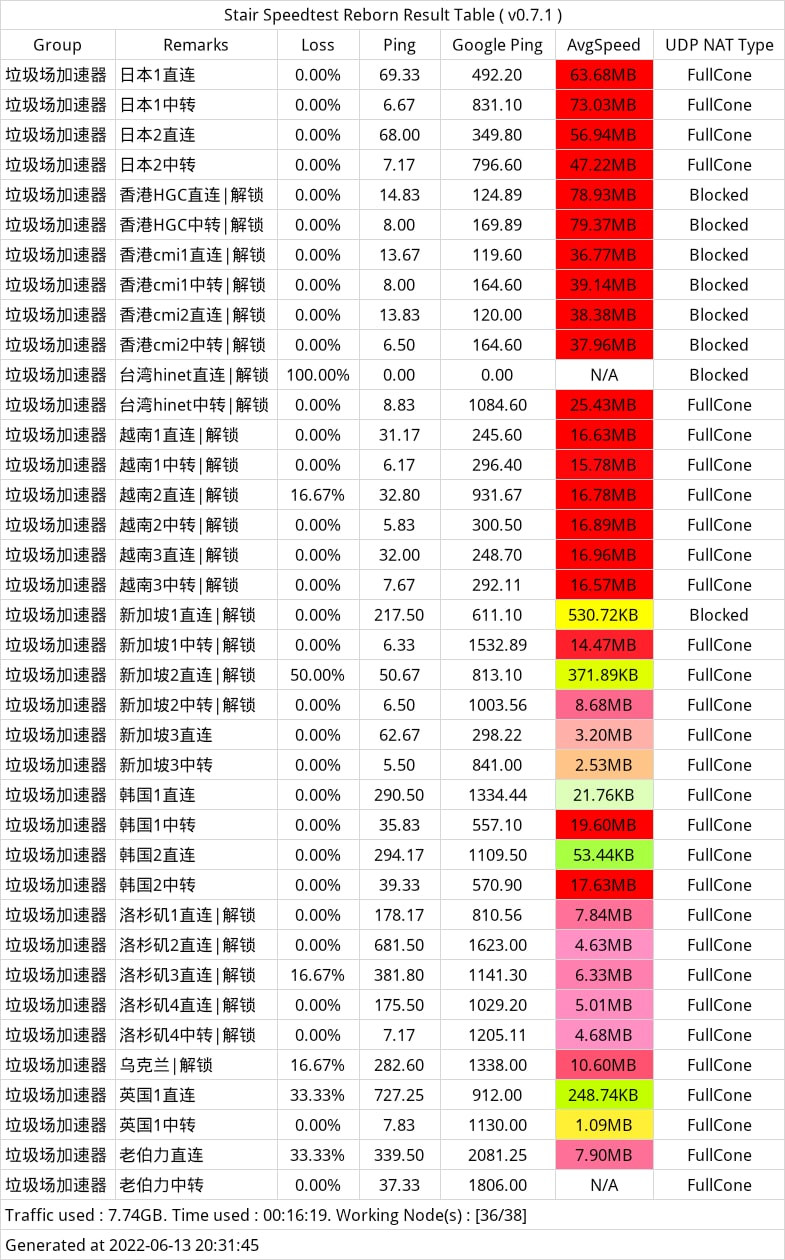 Stair Speedtest Reborn Result Table ( v0.7.1 )
Group Remarks Loss Ping Google Ping AvgSpeed UDP NAT Type
垃圾场加速器 日本1直连 0.00% 69.33 492.20 63.68MB FullCone
垃圾场加速器 日本1中转 0.00% 6.67 831.10 73.03MB FullCone
垃圾场加速器 日本2直连 0.00% 68.00 349.80 56.94MB FullCone
垃圾场加速器 日本2中转 0.00% 7.17 796.60 47.22MB FullCone
垃圾场加速器 香港HGC直连|解锁 0.00% 14.83 124.89 78.93MB Blocked
垃圾场加速器 香港HGC中转|解锁 0.00% 8.00 169.89 79.37MB Blocked
垃圾场加速器 香港cmi1直连|解锁 0.00% 13.67 119.60 36.77MB Blocked
垃圾场加速器 香港cmi1中转|解锁 0.00% 8.00 164.60 39.14MB Blocked
垃圾场加速器 香港cmi2直连|解锁 0.00% 13.83 120.00 38.38MB Blocked
垃圾场加速器 香港cmi2中转|解锁 0.00% 6.50 164.60 37.96MB Blocked
垃圾场加速器 台湾hinet直连|解锁 100.00% 0.00 0.00 N/A Blocked
垃圾场加速器 台湾hinet中转|解锁 0.00% 8.83 1084.60 25.43MB FullCone
垃圾场加速器 越南1直连|解锁 0.00% 31.17 245.60 16.63MB FullCone
垃圾场加速器 越南1中转|解锁 0.00% 6.17 296.40 15.78MB FullCone
垃圾场加速器 越南2直连|解锁 16.67% 32.80 931.67 16.78MB FullCone
垃圾场加速器 越南2中转|解锁 0.00% 5.83 300.50 16.89MB FullCone
垃圾场加速器 越南3直连|解锁 0.00% 32.00 248.70 16.96MB FullCone
垃圾场加速器 越南3中转|解锁 0.00% 7.67 292.11 16.57MB FullCone
垃圾场加速器 新加坡1直连|解锁 0.00% 217.50 611.10 530.72KB Blocked
垃圾场加速器 新加坡1中转|解锁 0.00% 6.33 1532.89 14.47MB FullCone
垃圾场加速器 新加坡2直连|解锁 50.00% 50.67 813.10 371.89KB FullCone
垃圾场加速器 新加坡2中转|解锁 0.00% 6.50 1003.56 8.68MB FullCone
垃圾场加速器 新加坡3直连 0.00% 62.67 298.22 3.20MB FullCone
垃圾场加速器 新加坡3中转 0.00% 5.50 841.00 2.53MB FullCone
垃圾场加速器 韩国1直连 0.00% 290.50 1334.44 21.76KB FullCone
垃圾场加速器 韩国1中转 0.00% 35.83 557.10 19.60MB FullCone
垃圾场加速器 韩国2直连 0.00% 294.17 1109.50 53.44KB FullCone
垃圾场加速器 韩国2中转 0.00% 39.33 570.90 17.63MB FullCone
垃圾场加速器 洛杉矶1直连|解锁 0.00% 178.17 810.56 7.84MB FullCone
垃圾场加速器 洛杉矶2直连|解锁 0.00% 681.50 1623.00 4.63MB FullCone
垃圾场加速器 洛杉矶3直连|解锁 16.67% 381.80 1141.30 6.33MB FullCone
垃圾场加速器 洛杉矶4直连|解锁 0.00% 175.50 1029.20 5.01MB FullCone
垃圾场加速器 洛杉矶4中转|解锁 0.00% 7.17 1205.11 4.68MB FullCone
垃圾场加速器 乌克兰|解锁 16.67% 282.60 1338.00 10.60MB FullCone
垃圾场加速器 英国1直连 33.33% 727.25 912.00 248.74KB FullCone
垃圾场加速器 英国1中转 0.00% 7.83 1130.00 1.09MB FullCone
垃圾场加速器 老伯力直连 33.33% 339.50 2081.25 7.90MB FullCone
垃圾场加速器 老伯力中转 0.00% 37.33 1806.00 N/A FullCone
Traffic used : 7.74GB. Time used : 00:16:19. Working Node(s) : [36/38]
Generated at 2022-06-13 20:31:45